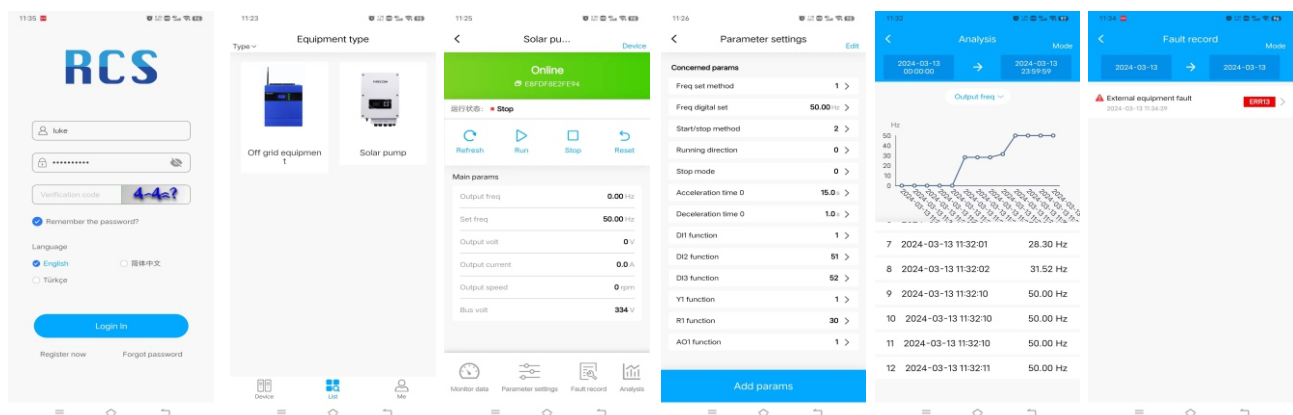 11:35
RCS
luke
••••••••••
Verification code
4-4=?
Remember the password?
Language
English
简体中文
Türkçe
Login In
Register now
Forgot password
11:23
Type
Equipment type
Off grid equipmen
t
Solar pump
Device
List
Me
11:25
Solar pu...
Device
Online
E8FDF8E2FE94
运行状态:
Stop
Refresh
Run
Stop
Reset
Main params
Output freq 0.00 Hz
Set freq 50.00 Hz
Output volt 0 V
Output current 0.0 A
Output speed 0 rpm
Bus volt 334 V
Monitor data
Parameter settings
Fault record
Analysis
11:26
Parameter settings
Edit
Concerned params
Freq set method 1
Freq digital set 50.00 Hz
Start/stop method 2
Running direction 0
Stop mode 0
Acceleration time 0 15.0 s
Deceleration time 0 1.0 s
DI1 function 1
DI2 function 51
DI3 function 52
Y1 function 1
R1 function 30
AO1 function 1
Add params
11:32
Analysis
Mode
2024-03-13
00:00:00
2024-03-13
23:59:59
Output freq
Hz
50
40
30
20
10
0
7 2024-03-13 11:32:01 28.30 Hz
8 2024-03-13 11:32:02 31.52 Hz
9 2024-03-13 11:32:10 50.00 Hz
10 2024-03-13 11:32:10 50.00 Hz
11 2024-03-13 11:32:10 50.00 Hz
12 2024-03-13 11:32:11 50.00 Hz
11:34
Fault record
Mode
2024-03-13
2024-03-13
External equipment fault
2024-03-13 11:34:29
ERR13